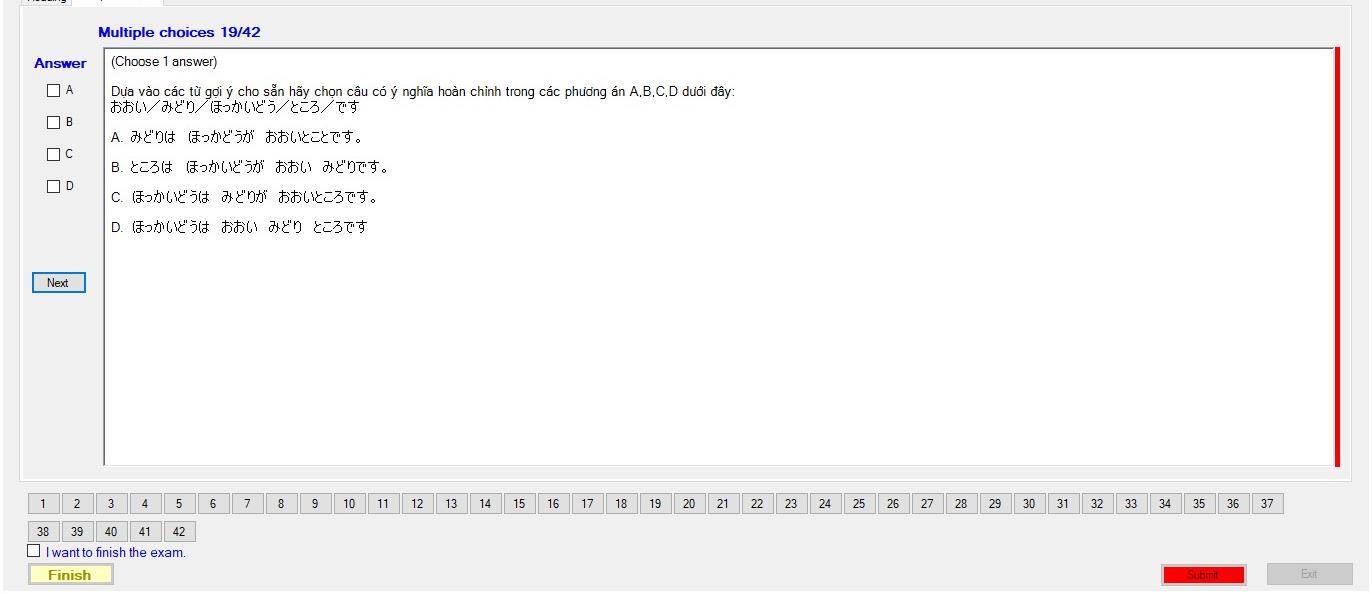 Multiple choices 19/42
Answer
(Choose 1 answer)
A
Dựa vào các từ gợi ý cho sẵn hãy chọn câu có ý nghĩa hoàn chỉnh trong các phương án A,B,C,D dưới đây:
おおい／みどり／ほっかいどう／ところ／です
B
A. みどりは ほっかどうが おおいとことです。
C
B. ところは ほっかいどうが おおい みどりです。
D
C. ほっかいどうは みどりが おおいところです。
D. ほっかいどうは おおい みどり ところです
Next
1 2 3 4 5 6 7 8 9 10 11 12 13 14 15 16 17 18 19 20 21 22 23 24 25 26 27 28 29 30 31 32 33 34 35 36 37
38 39 40 41 42
I want to finish the exam.
Finish Submit Exit